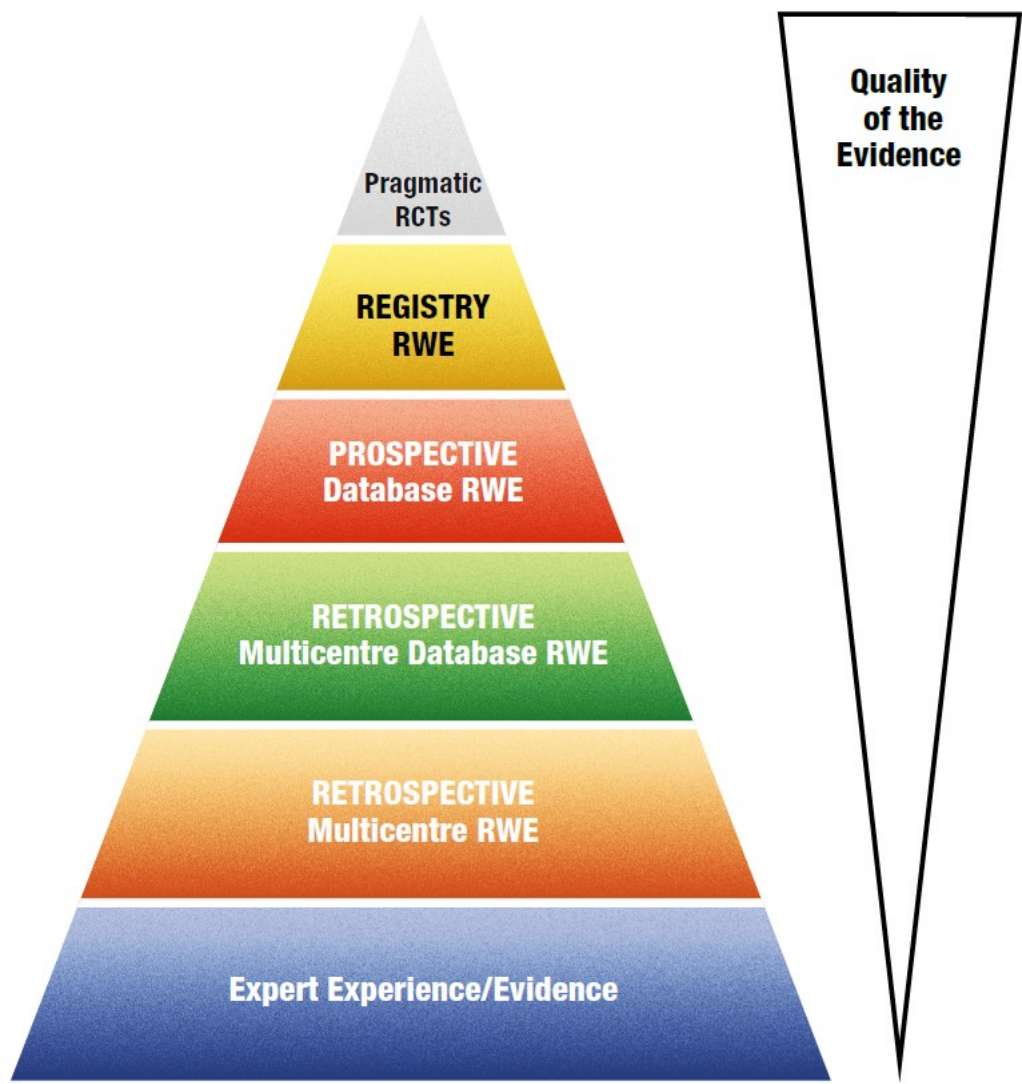 Quality
of the
Evidence
Pragmatic
RCTs
REGISTRY
RWE
PROSPECTIVE
Database RWE
RETROSPECTIVE
Multicentre Database RWE
RETROSPECTIVE
Multicentre RWE
Expert Experience/Evidence